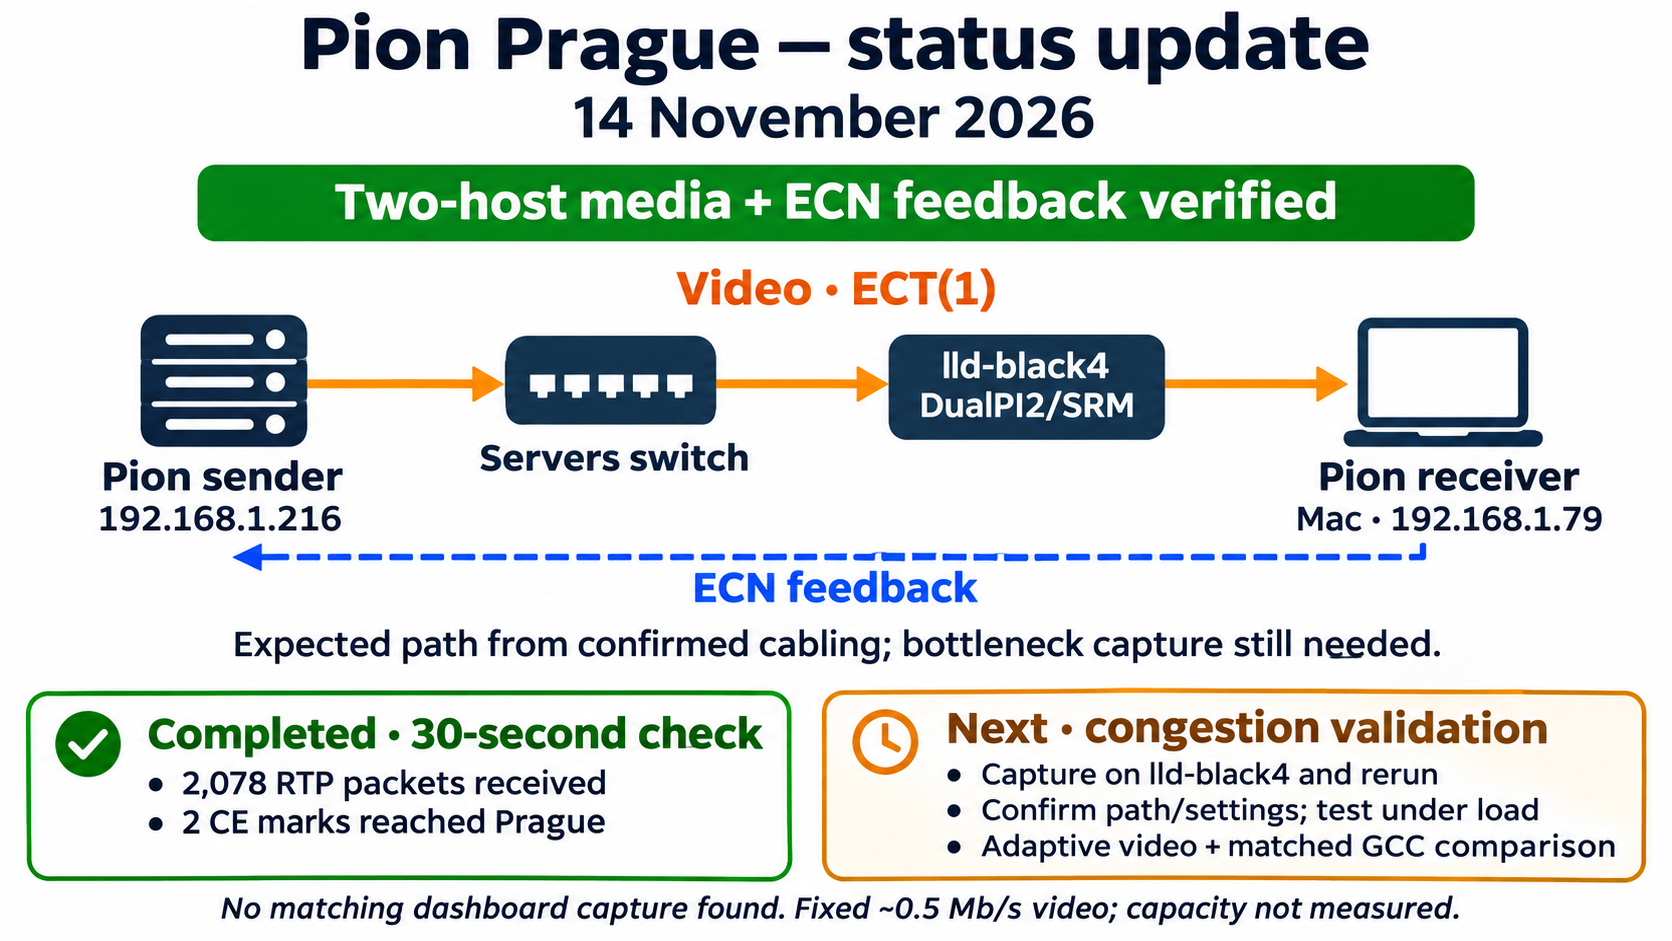 Pion Prague – status update
14 November 2026
Two-host media + ECN feedback verified
Video · ECT(1)
lld-black4
DualPI2/SRM
Servers switch
Pion sender
192.168.1.216
Pion receiver
Mac · 192.168.1.79
ECN feedback
Expected path from confirmed cabling; bottleneck capture still needed.
Completed · 30-second check
• 2,078 RTP packets received
• 2 CE marks reached Prague
Next · congestion validation
• Capture on lld-black4 and rerun
• Confirm path/settings; test under load
• Adaptive video + matched GCC comparison
No matching dashboard capture found. Fixed ~0.5 Mb/s video; capacity not measured.